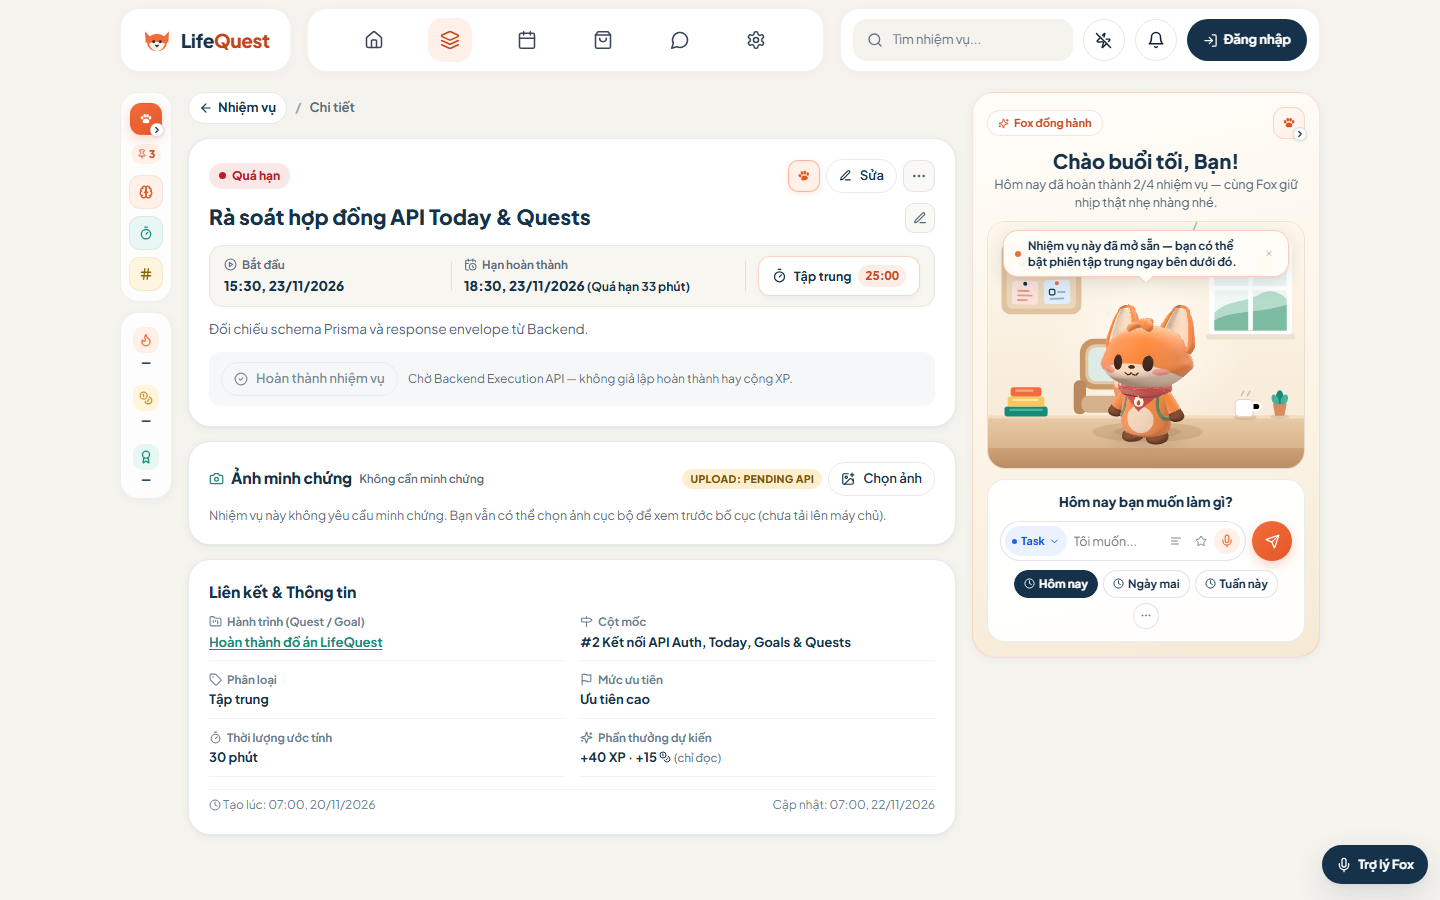 LifeQuest
Tìm nhiệm vụ...
Đăng nhập
3
#
–
–
–
Nhiệm vụ / Chi tiết
Quá hạn
Sửa
Rà soát hợp đồng API Today & Quests
Bắt đầu
15:30, 23/11/2026
Hạn hoàn thành
18:30, 23/11/2026 (Quá hạn 33 phút)
Tập trung 25:00
Đối chiếu schema Prisma và response envelope từ Backend.
Hoàn thành nhiệm vụ
Chờ Backend Execution API — không giả lập hoàn thành hay cộng XP.
Ảnh minh chứng Không cần minh chứng
UPLOAD: PENDING API
Chọn ảnh
Nhiệm vụ này không yêu cầu minh chứng. Bạn vẫn có thể chọn ảnh cục bộ để xem trước bố cục (chưa tải lên máy chủ).
Liên kết & Thông tin
Hành trình (Quest / Goal)
Hoàn thành đồ án LifeQuest
Cột mốc
#2 Kết nối API Auth, Today, Goals & Quests
Phân loại
Tập trung
Mức ưu tiên
Ưu tiên cao
Thời lượng ước tính
30 phút
Phần thưởng dự kiến
+40 XP · +15 (chỉ đọc)
Tạo lúc: 07:00, 20/11/2026
Cập nhật: 07:00, 22/11/2026
Fox đồng hành
Chào buổi tối, Bạn!
Hôm nay đã hoàn thành 2/4 nhiệm vụ — cùng Fox giữ
nhịp thật nhẹ nhàng nhé.
Nhiệm vụ này đã mở sẵn — bạn có thể
bật phiên tập trung ngay bên dưới đó.
×
Hôm nay bạn muốn làm gì?
Task
Tôi muốn...
Hôm nay
Ngày mai
Tuần này
Trợ lý Fox